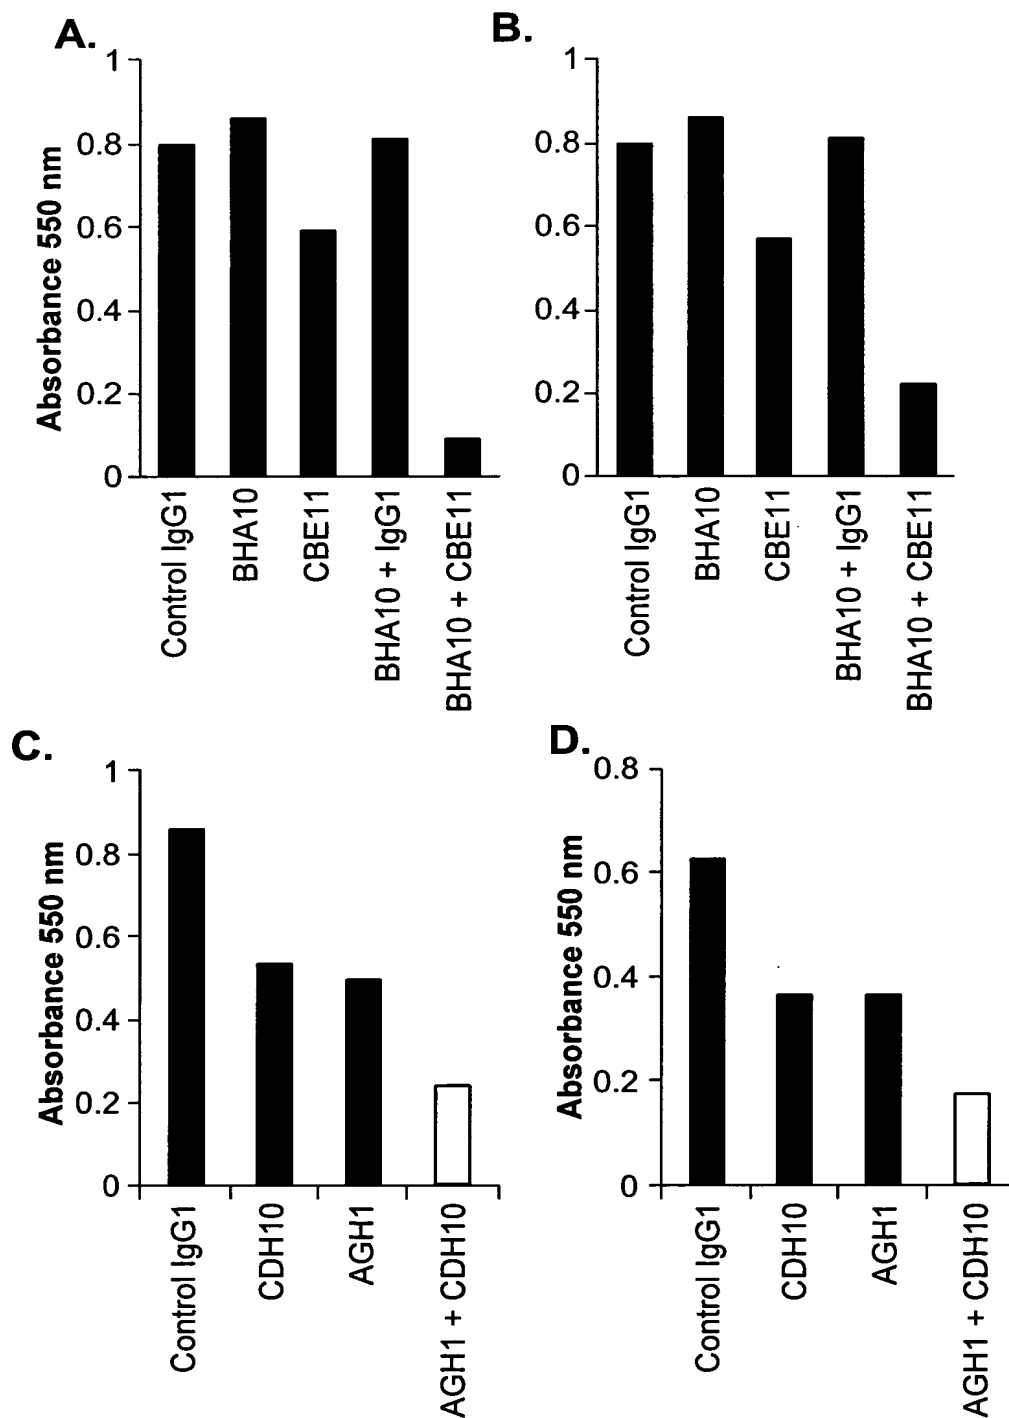 A.
Absorbance 550 nm
1
0.8
0.6
0.4
0.2
0
Control IgG1
BHA10
CBE11
BHA10 + IgG1
BHA10 + CBE11
B.
1
0.8
0.6
0.4
0.2
0
Control IgG1
BHA10
CBE11
BHA10 + IgG1
BHA10 + CBE11
C.
Absorbance 550 nm
1
0.8
0.6
0.4
0.2
0
Control IgG1
CDH10
AGH1
AGH1 + CDH10
D.
Absorbance 550 nm
0.8
0.6
0.4
0.2
0
Control IgG1
CDH10
AGH1
AGH1 + CDH10